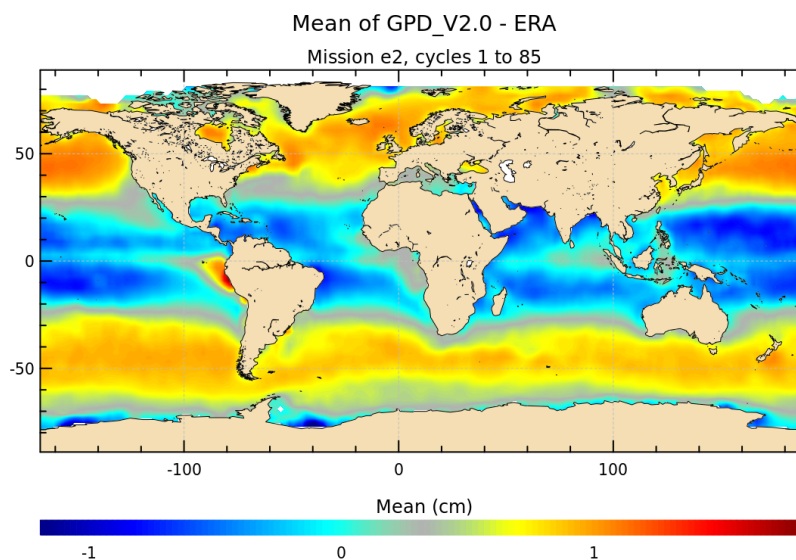 Mean of GPD_V2.0 - ERA
Mission e2, cycles 1 to 85
50
0
-50
-100 0 100
Mean (cm)
-1 0 1